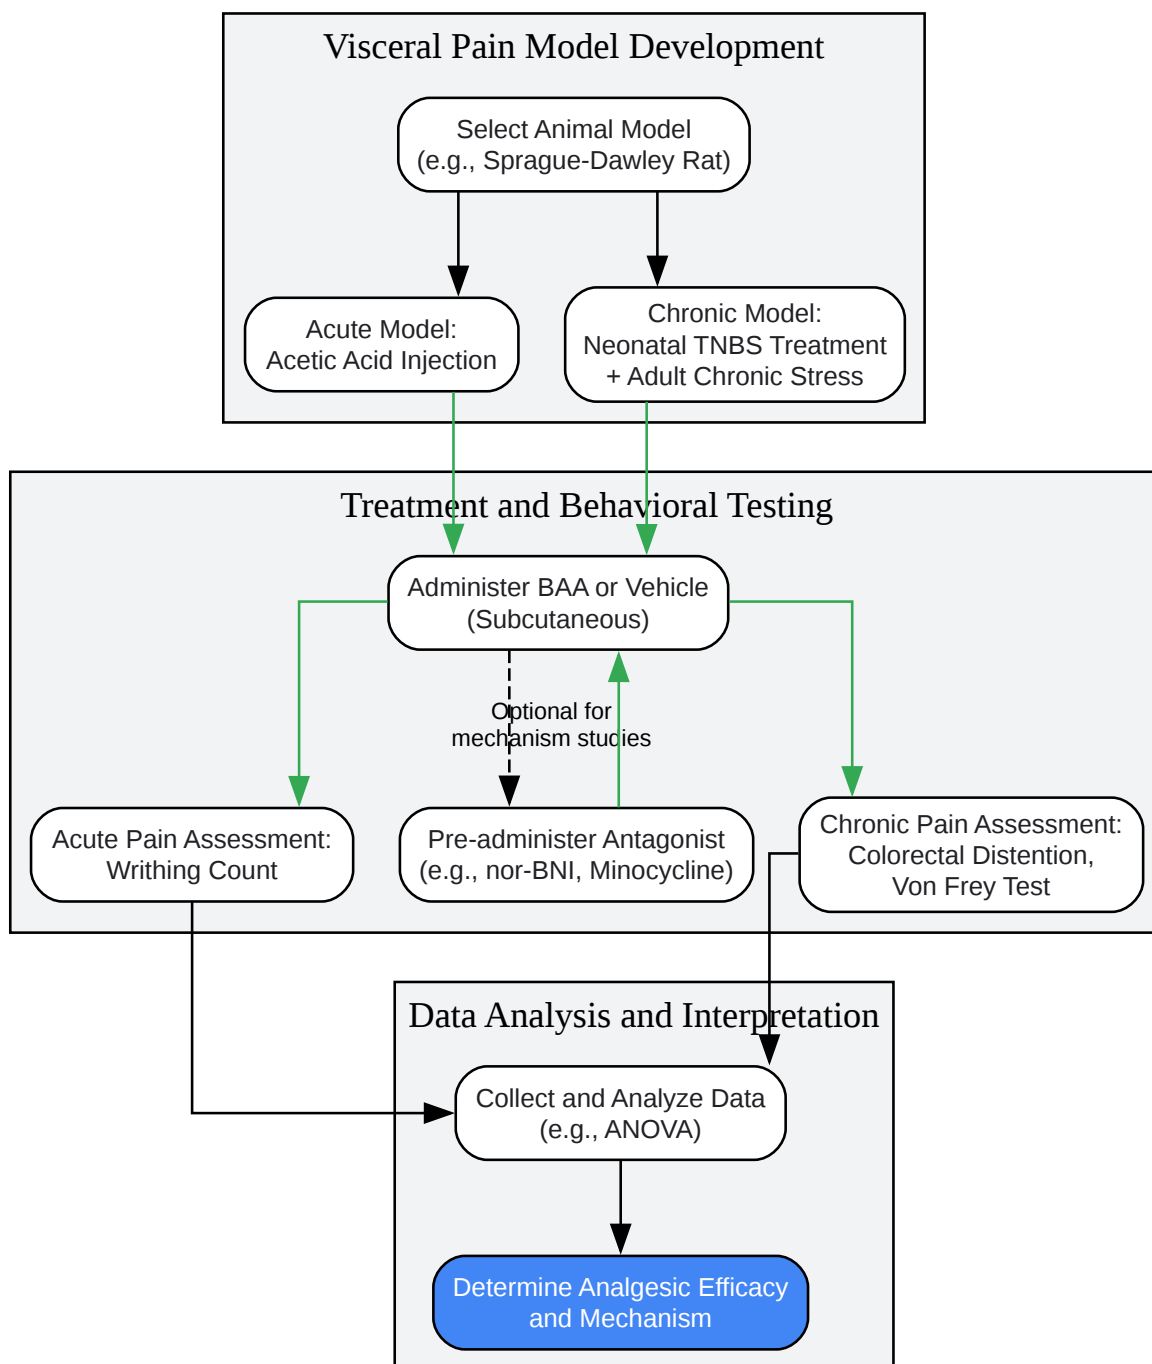 Visceral Pain Model Development
Select Animal Model
(e.g., Sprague-Dawley Rat)
Acute Model:
Acetic Acid Injection
Chronic Model:
Neonatal TNBS Treatment
+ Adult Chronic Stress
Treatment and Behavioral Testing
Administer BAA or Vehicle
(Subcutaneous)
Optional for
mechanism studies
Acute Pain Assessment:
Writhing Count
Pre-administer Antagonist
(e.g., nor-BNI, Minocycline)
Chronic Pain Assessment:
Colorectal Distention,
Von Frey Test
Data Analysis and Interpretation
Collect and Analyze Data
(e.g., ANOVA)
Determine Analgesic Efficacy
and Mechanism